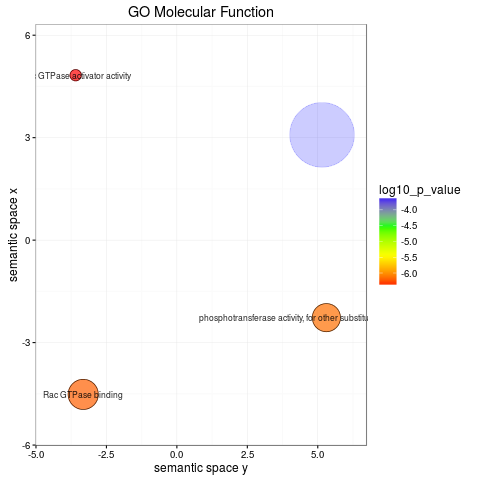 GO Molecular Function
6
3
0
-3
-6
semantic space x
GTPase activator activity
phosphotransferase activity, for other substitu
Rac GTPase binding
-5.0 -2.5 0.0 2.5 5.0
semantic space y
log10_p_value
-4.0
-4.5
-5.0
-5.5
-6.0